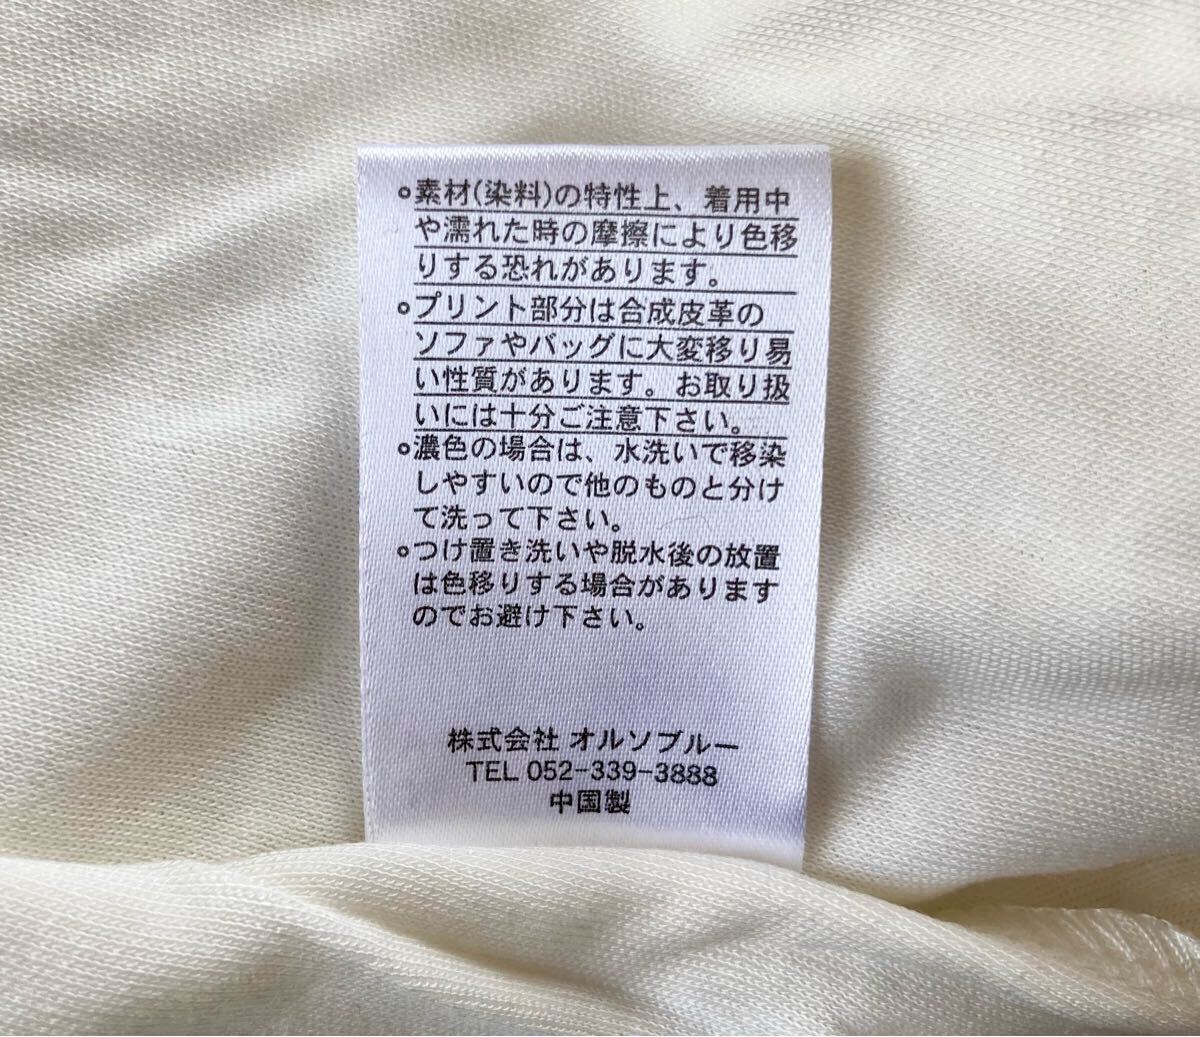 ∘素材(染料)の特性上、着用中
や濡れた時の摩擦により色移
りする恐れがあります。
∘プリント部分は合成皮革の
ソファやバッグに大変移り易
い性質があります。お取り扱
いには十分ご注意下さい。
∘濃色の場合は、水洗いで移染
しやすいので他のものと分け
て洗って下さい。
∘つけ置き洗いや脱水後の放置
は色移りする場合があります
のでお避け下さい。
株式会社 オルソブルー
TEL 052-339-3888
中国製